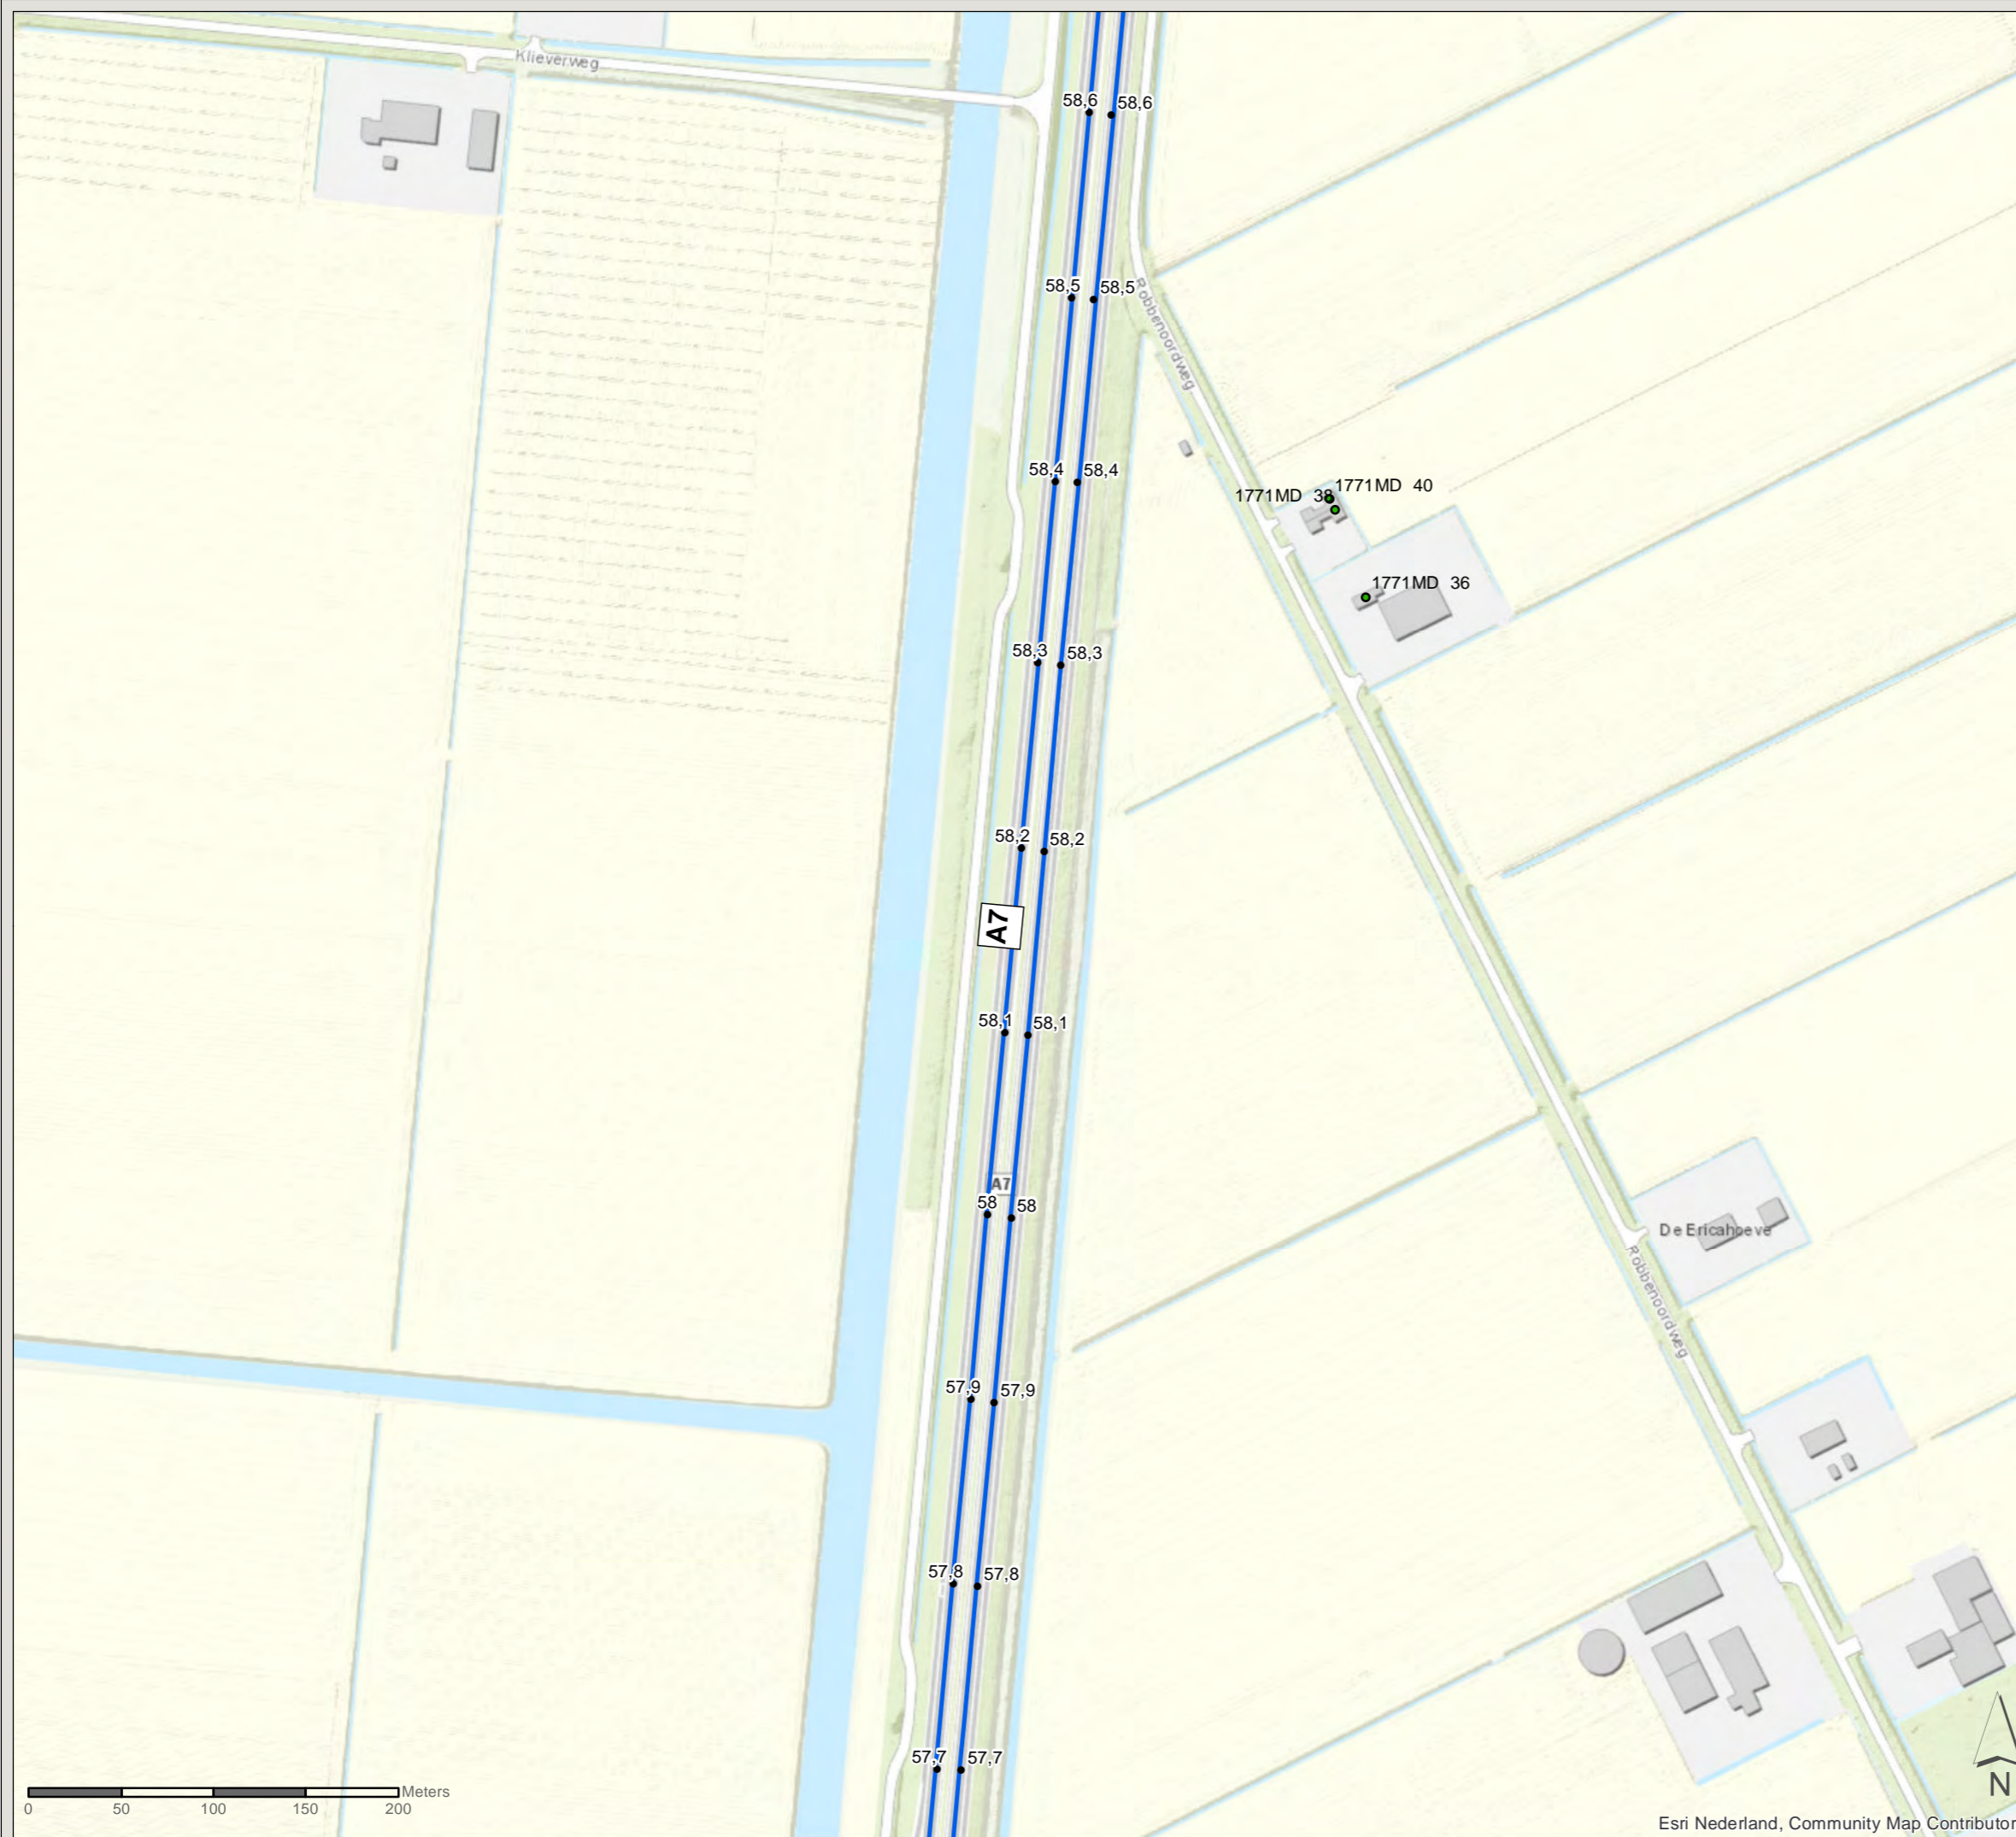 Klieverweg
58,6 58,6
58,5 58,5
Robbenoordweg
58,4 58,4
1771MD 38 1771MD 40
1771MD 36
58,3 58,3
58,2 58,2
A7
58,1 58,1
A7
58 58
De Ericahoeve
Robbenoordweg
57,9 57,9
57,8 57,8
57,7 57,7
Meters
0 50 100 150 200
N
Esri Nederland, Community Map Contributor